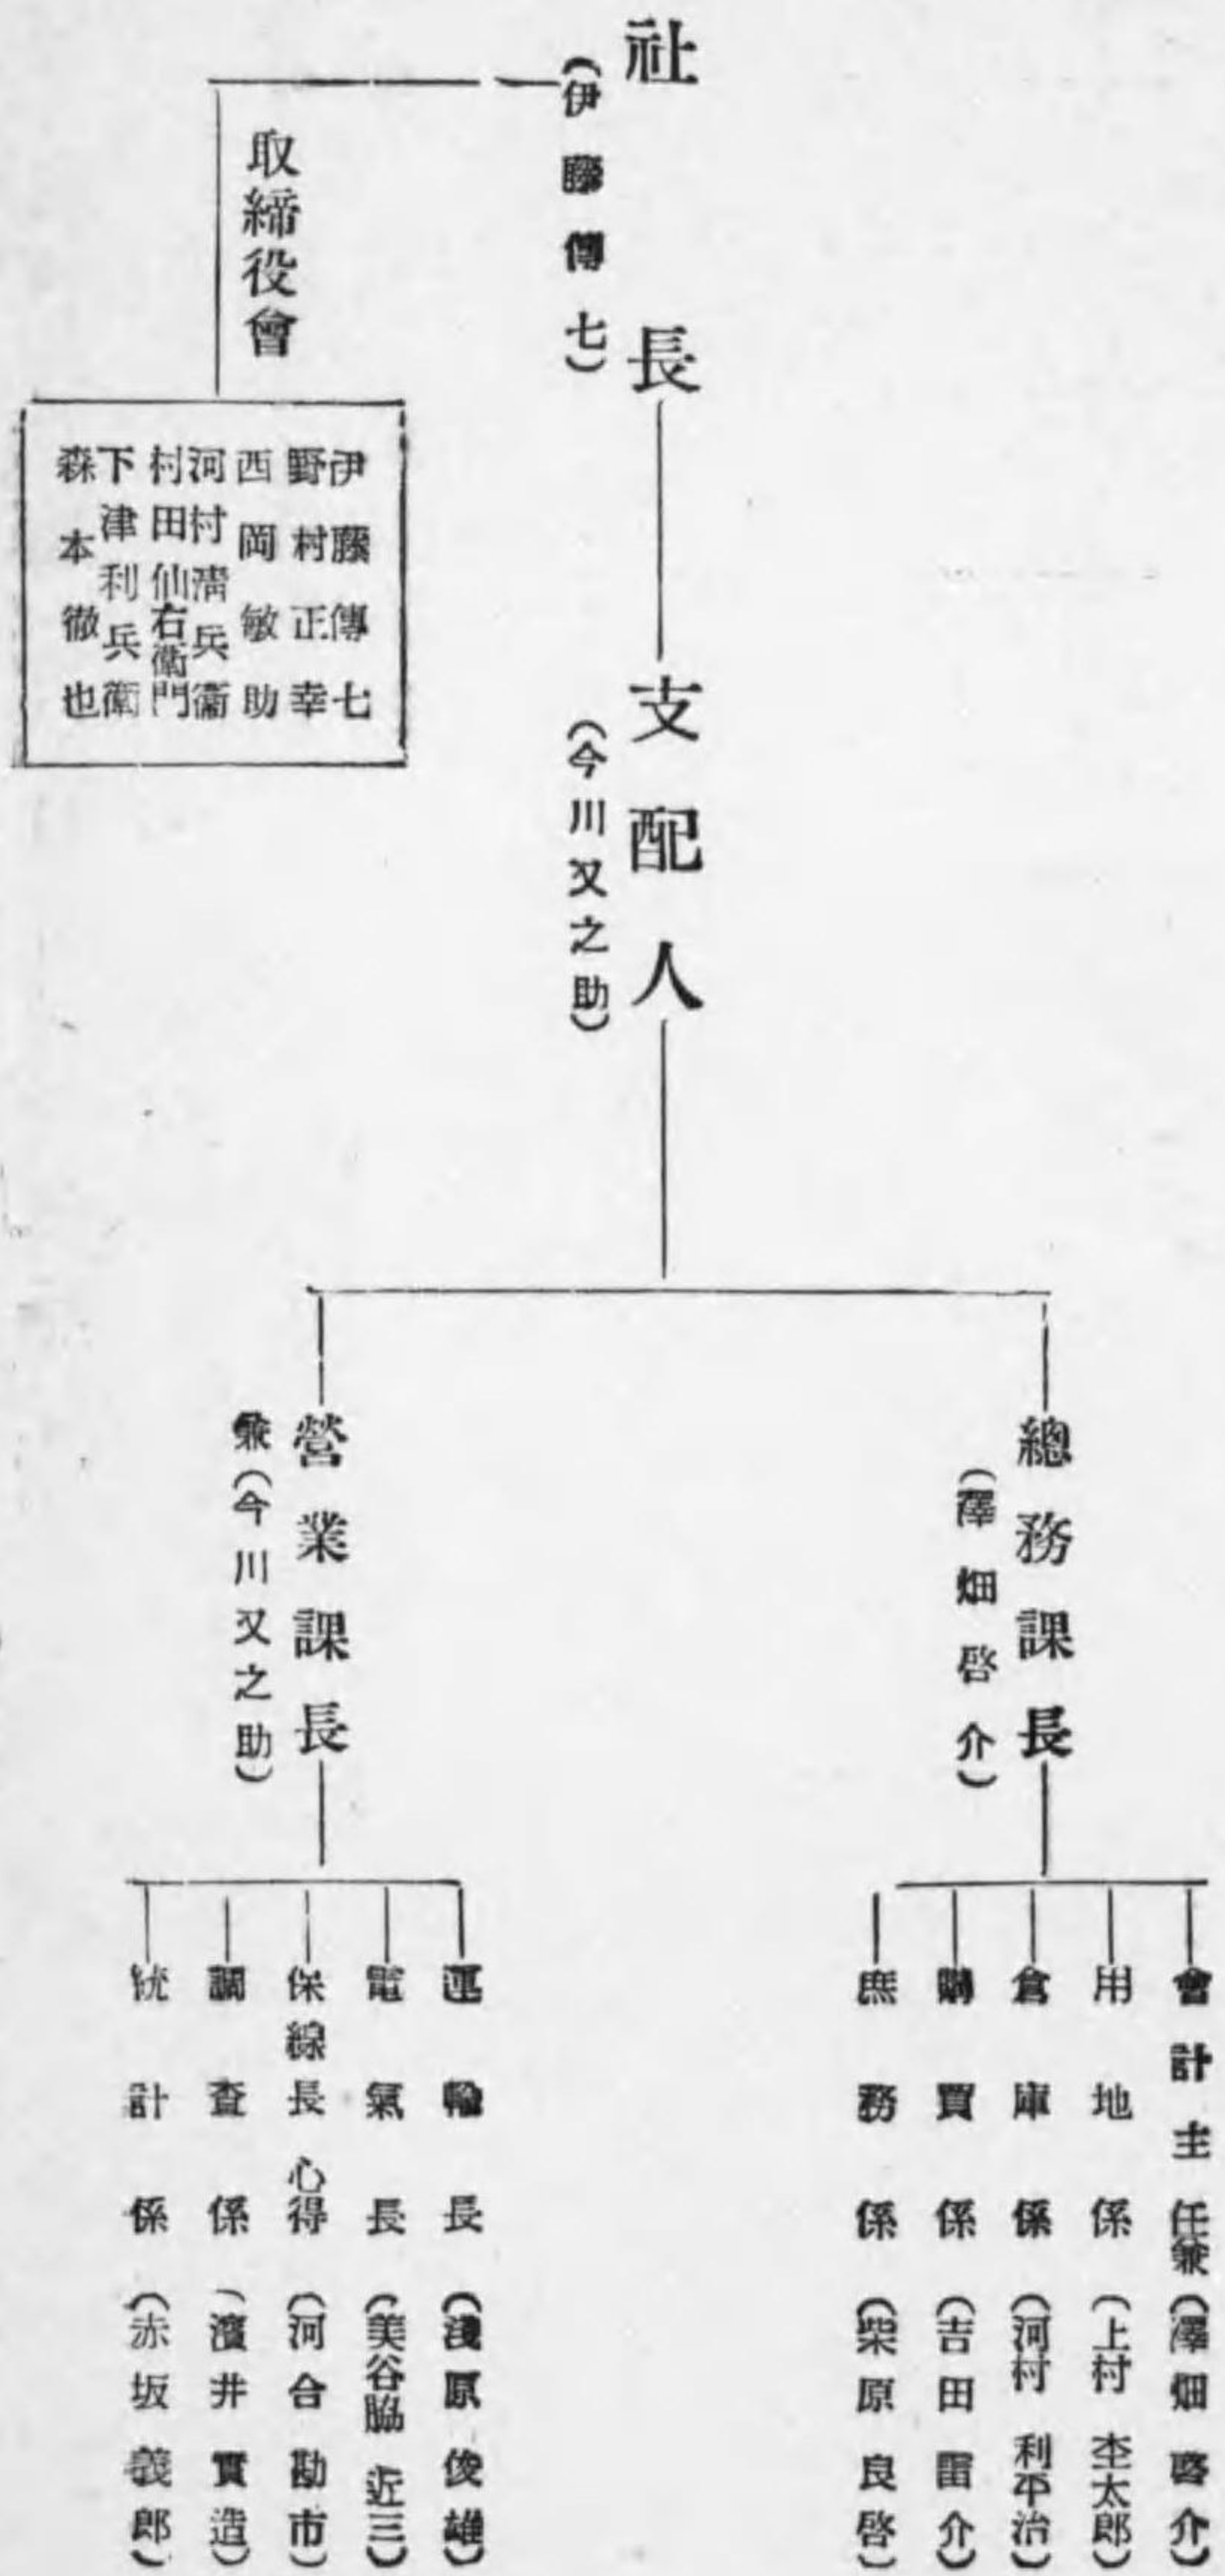 社長
(伊藤傳七)
取締役會
伊藤傳七
野村正幸
西岡敏助
河村淸兵衞
村田仙右衞門
下津利兵衞
森本徹也
支配人
(今川又之助)
總務課長
(澤畑啓介)
會計主任兼(澤畑啓介)
用地係(上村 太郎)
倉庫係(河村利平治)
購買係(吉田雷介)
庶務係(柴原良啓)
營業課長
兼(今川又之助)
運輸長(淺原俊雄)
電氣長(美谷脇近三)
保線長心得(河合勘市)
調査係(濱井實造)
統計係(赤坂義郎)